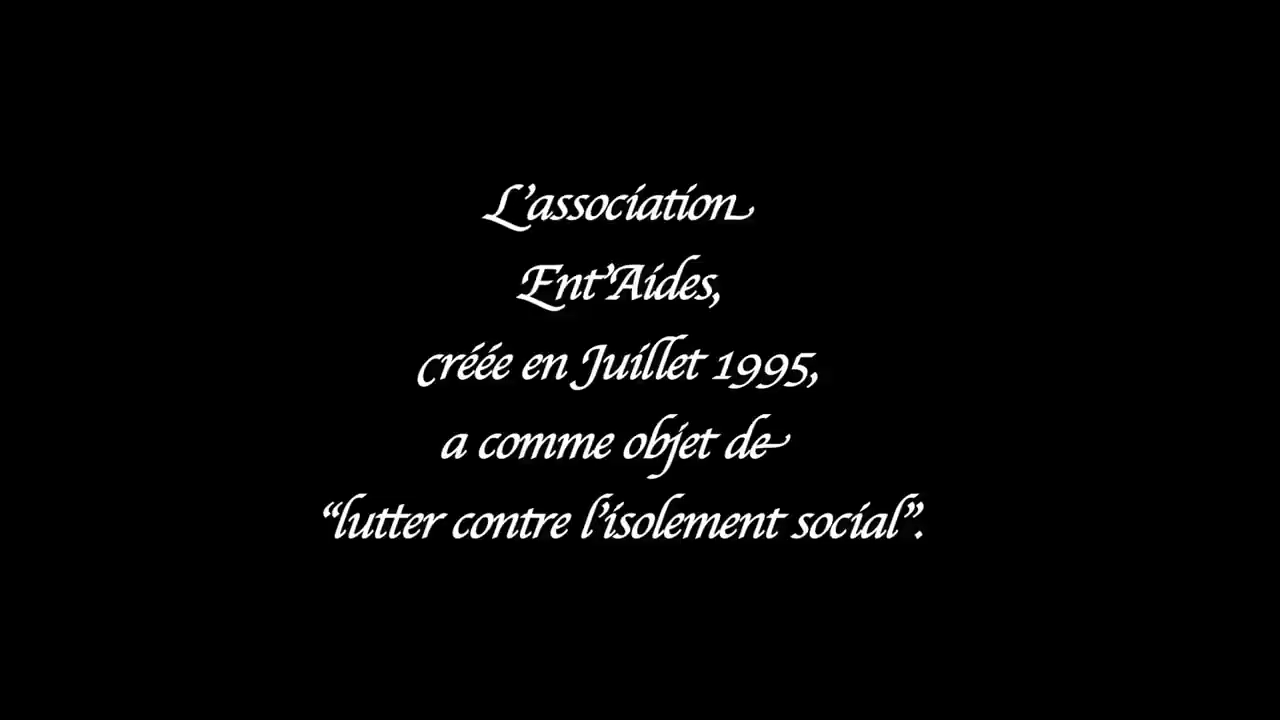 L’association
Ent’Aides,
créée en Juillet 1995,
a comme objet de
“lutter contre l’isolement social”.